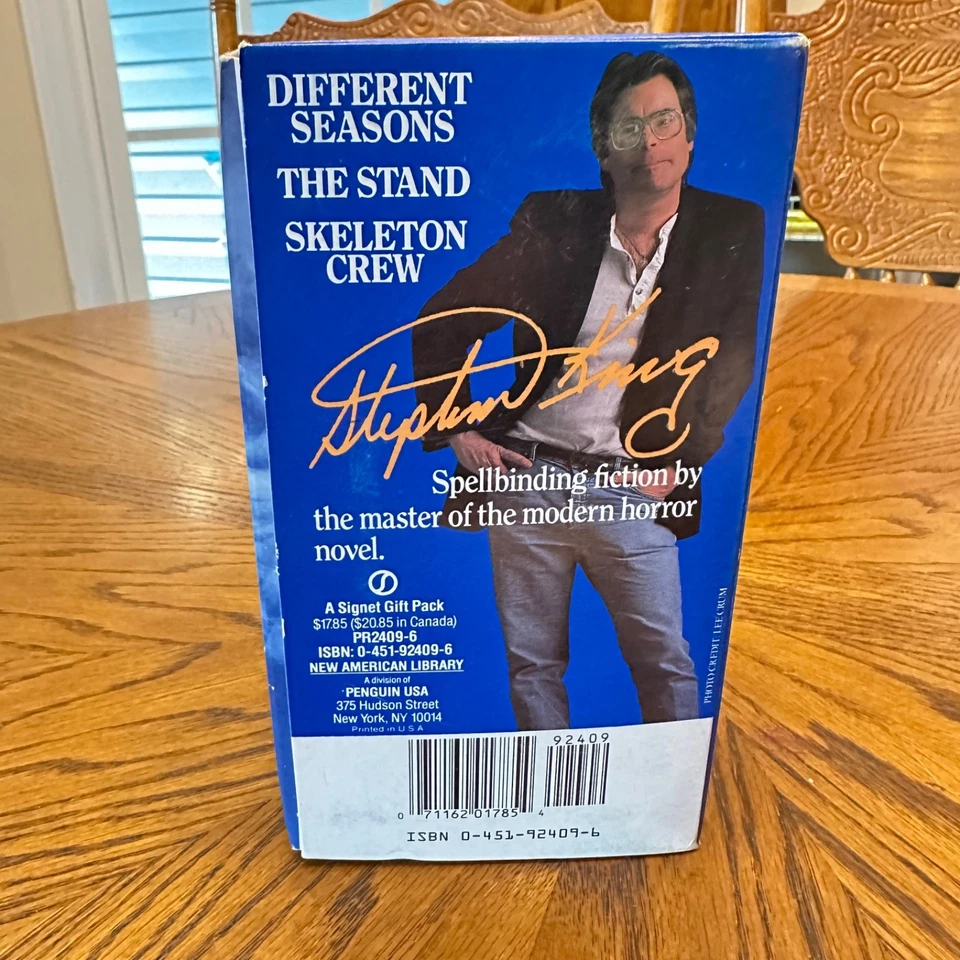 DIFFERENT
SEASONS
THE STAND
SKELETON
CREW
Stephen King
Spellbinding fiction by
the master of the modern horror
novel.
A Signet Gift Pack
$17.85 ($20.85 in Canada)
PR2409-6
ISBN: 0-451-92409-6
NEW AMERICAN LIBRARY
A division of
PENGUIN USA
375 Hudson Street
New York, NY 10014
Printed in U S A
PHOTO CREDIT LEE CRUM
92409
0 71162 01785 4
ISBN 0-451-92409-6